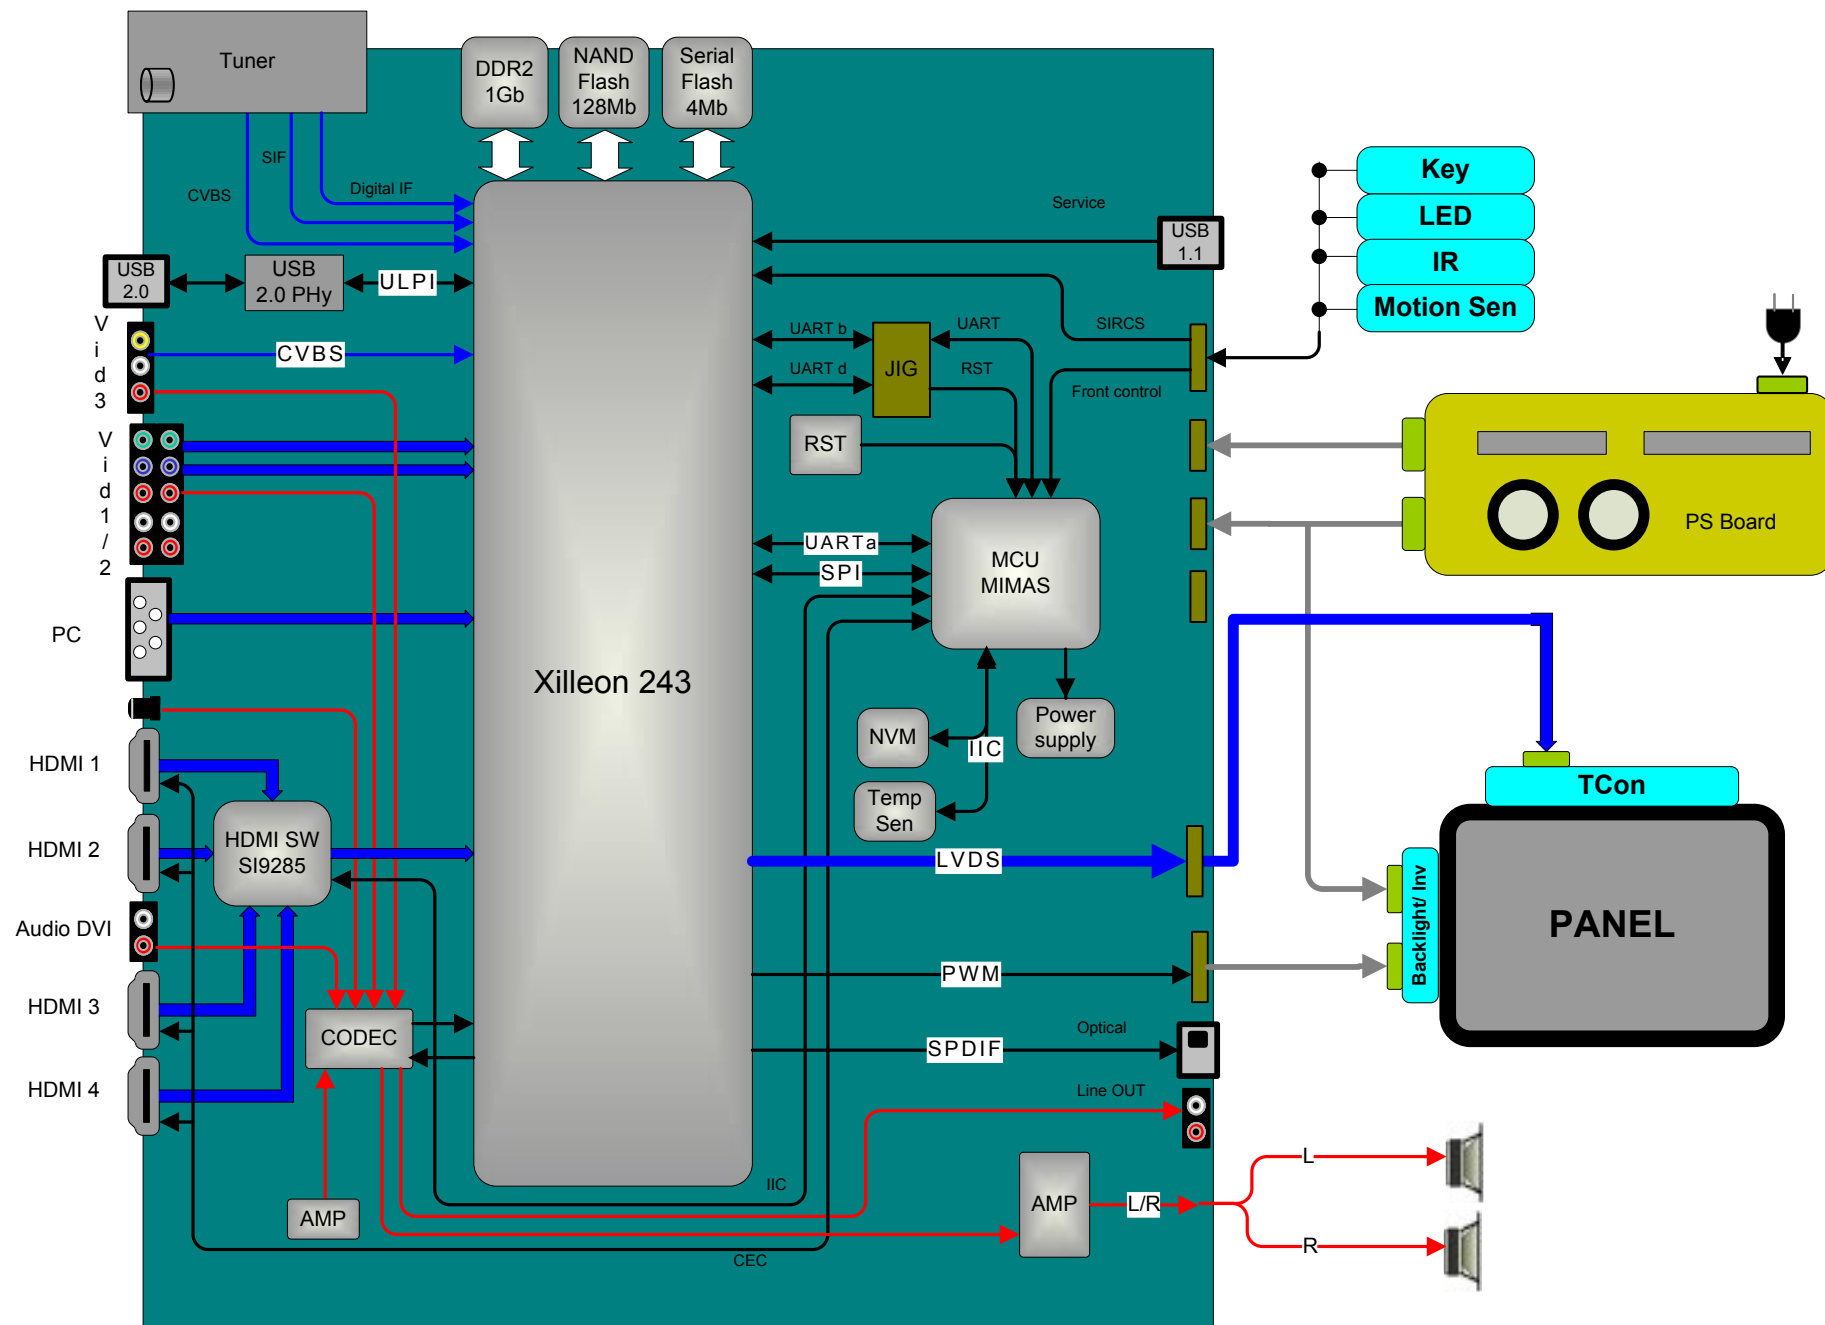 Tuner
DDR2
1Gb
NAND
Flash
128Mb
Serial
Flash
4Mb
SIF
CVBS
Digital IF
Service
USB
1.1
Key
LED
IR
Motion Sen
USB
2.0
USB
2.0 PHy
ULPI
V
i
d
3
CVBS
UART b
UART d
JIG
UART
RST
SIRCS
Front control
RST
V
i
d
1
/
2
PS Board
UARTa
SPI
MCU
MIMAS
PC
Xilleon 243
NVM
IIC
Power
supply
Temp
Sen
HDMI 1
HDMI 2
HDMI SW
SI9285
LVDS
TCon
Backlight/ Inv
PANEL
Audio DVI
PWM
HDMI 3
CODEC
Optical
SPDIF
HDMI 4
Line OUT
IIC
AMP
AMP
L/R
L
R
CEC